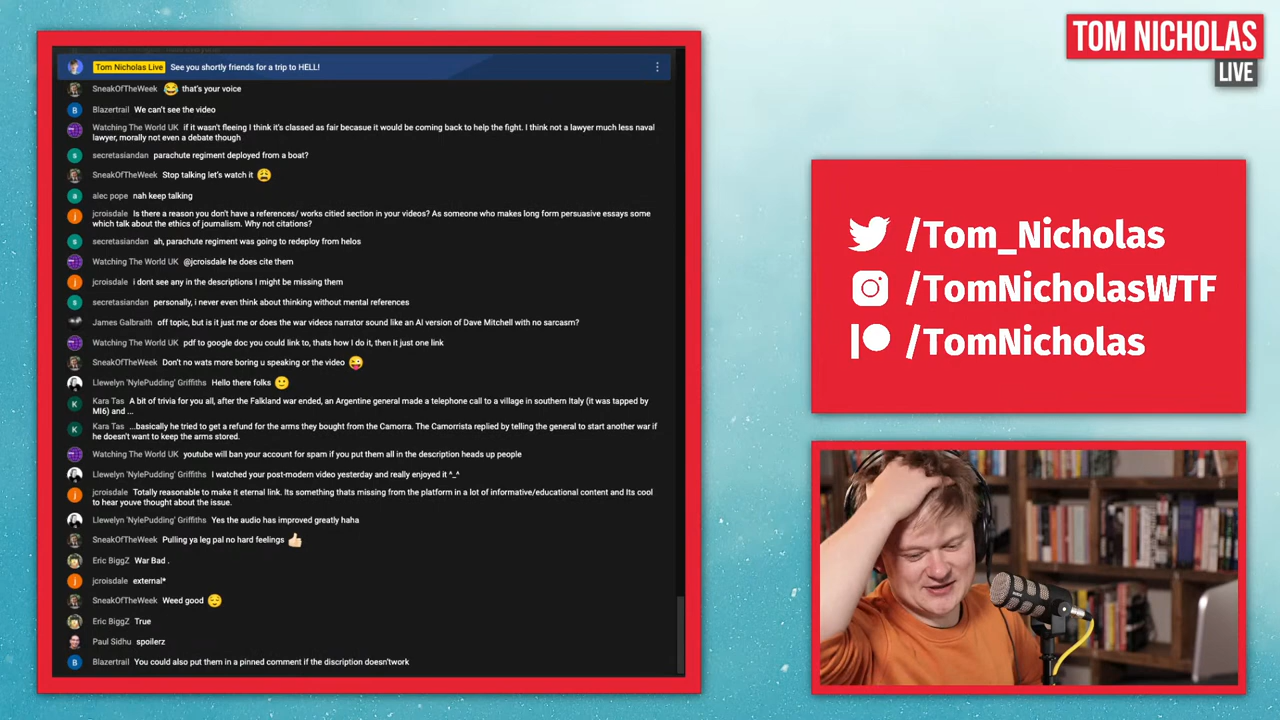 TOM NICHOLAS
LIVE
Tom Nicholas Live See you shortly friends for a trip to HELL!
SneakOfTheWeek 😂 that's your voice
B Blazertrail We can't see the video
Watching The World UK if it wasn't fleeing I think it's classed as fair becasue it would be coming back to help the fight. I think not a lawyer much less naval
lawyer, morally not even a debate though
s secretasiandan parachute regiment deployed from a boat?
SneakOfTheWeek Stop talking let's watch it 😩
a alec pope nah keep talking
j jcroisdale Is there a reason you don't have a references/ works citied section in your videos? As someone who makes long form persuasive essays some
which talk about the ethics of journalism. Why not citations?
s secretasiandan ah, parachute regiment was going to redeploy from helos
Watching The World UK @jcroisdale he does cite them
j jcroisdale i dont see any in the descriptions I might be missing them
s secretasiandan personally, i never even think about thinking without mental references
James Galbraith off topic, but is it just me or does the war videos narrator sound like an AI version of Dave Mitchell with no sarcasm?
Watching The World UK pdf to google doc you could link to, thats how I do it, then it just one link
SneakOfTheWeek Don't no wats more boring u speaking or the video 😜
Llewelyn 'NylePudding' Griffiths Hello there folks 🙂
K Kara Tas A bit of trivia for you all, after the Falkland war ended, an Argentine general made a telephone call to a village in southern Italy (it was tapped by
MI6) and ...
K Kara Tas ...basically he tried to get a refund for the arms they bought from the Camorra. The Camorrista replied by telling the general to start another war if
he doesn't want to keep the arms stored.
Watching The World UK youtube will ban your account for spam if you put them all in the description heads up people
Llewelyn 'NylePudding' Griffiths I watched your post-modern video yesterday and really enjoyed it ^_^
j jcroisdale Totally reasonable to make it eternal link. Its something thats missing from the platform in a lot of informative/educational content and Its cool
to hear youve thought about the issue.
Llewelyn 'NylePudding' Griffiths Yes the audio has improved greatly haha
SneakOfTheWeek Pulling ya leg pal no hard feelings 👍🏻
Eric BiggZ War Bad .
j jcroisdale external*
SneakOfTheWeek Weed good 😌
Eric BiggZ True
Paul Sidhu spoilerz
B Blazertrail You could also put them in a pinned comment if the discription doesn'twork
/Tom_Nicholas
/TomNicholasWTF
/TomNicholas